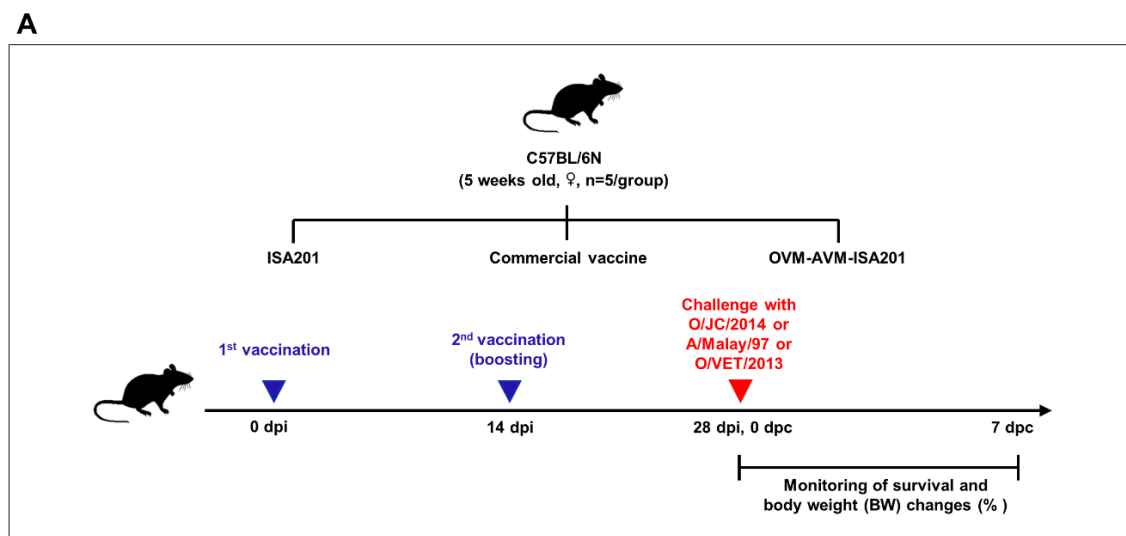 A
C57BL/6N
(5 weeks old, ♀, n=5/group)
ISA201
Commercial vaccine
OVM-AVM-ISA201
1st vaccination
2nd vaccination
(boosting)
Challenge with
O/JC/2014 or
A/Malay/97 or
O/VET/2013
0 dpi
14 dpi
28 dpi, 0 dpc
7 dpc
Monitoring of survival and
body weight (BW) changes (% )